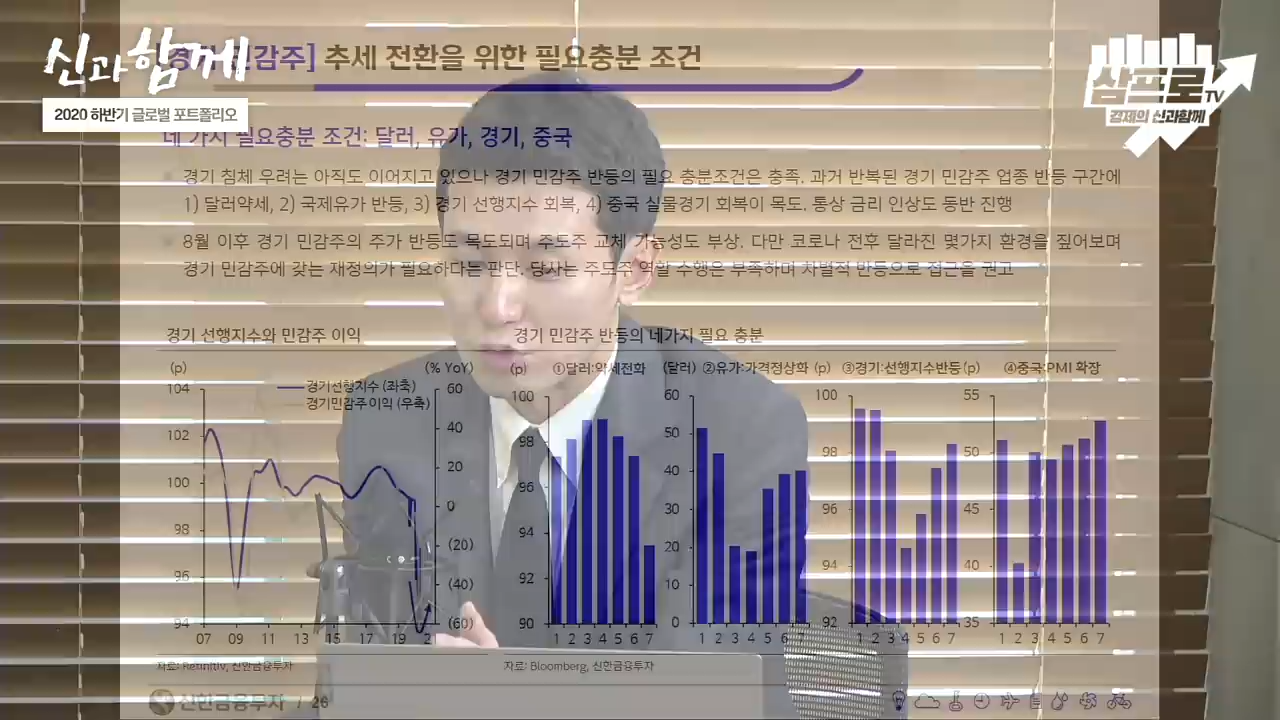 신과함께
2020 하반기 글로벌 포트폴리오
삼프로TV
경제의 신과함께
[경기 민감주] 추세 전환을 위한 필요충분 조건
네 가지 필요충분 조건: 달러, 유가, 경기, 중국
경기 침체 우려는 아직도 이어지고 있으나 경기 민감주 반등의 필요 충분조건은 충족. 과거 반복된 경기 민감주 업종 반등 구간에
1) 달러약세, 2) 국제유가 반등, 3) 경기 선행지수 회복, 4) 중국 실물경기 회복이 목도. 통상 금리 인상도 동반 진행
8월 이후 경기 민감주의 주가 반등도 목도되며 주도주 교체 가능성도 부상. 다만 코로나 전후 달라진 몇가지 환경을 짚어보며
경기 민감주에 갖는 재정의가 필요하다는 판단. 당사는 주도주 역할 수행은 부족하며 차별적 반등으로 접근을 권고
경기 선행지수와 민감주 이익
(p)
(% YoY)
경기선행지수 (좌축)
경기민감주 이익 (우축)
104
102
100
98
96
94
60
40
20
0
(20)
(40)
(60)
07 09 11 13 15 17 19 21
자료: Refinitiv, 신한금융투자
경기 민감주 반등의 네가지 필요 충분
(p) ①달러:약세전화
100
98
96
94
92
90
1 2 3 4 5 6 7
(달러) ②유가:가격정상화
60
50
40
30
20
10
0
1 2 3 4 5 6 7
(p) ③경기:선행지수반등
100
98
96
94
92
1 2 3 4 5 6 7
(p) ④중국:PMI 확장
55
50
45
40
35
1 2 3 4 5 6 7
자료: Bloomberg, 신한금융투자
신한금융투자 / 26